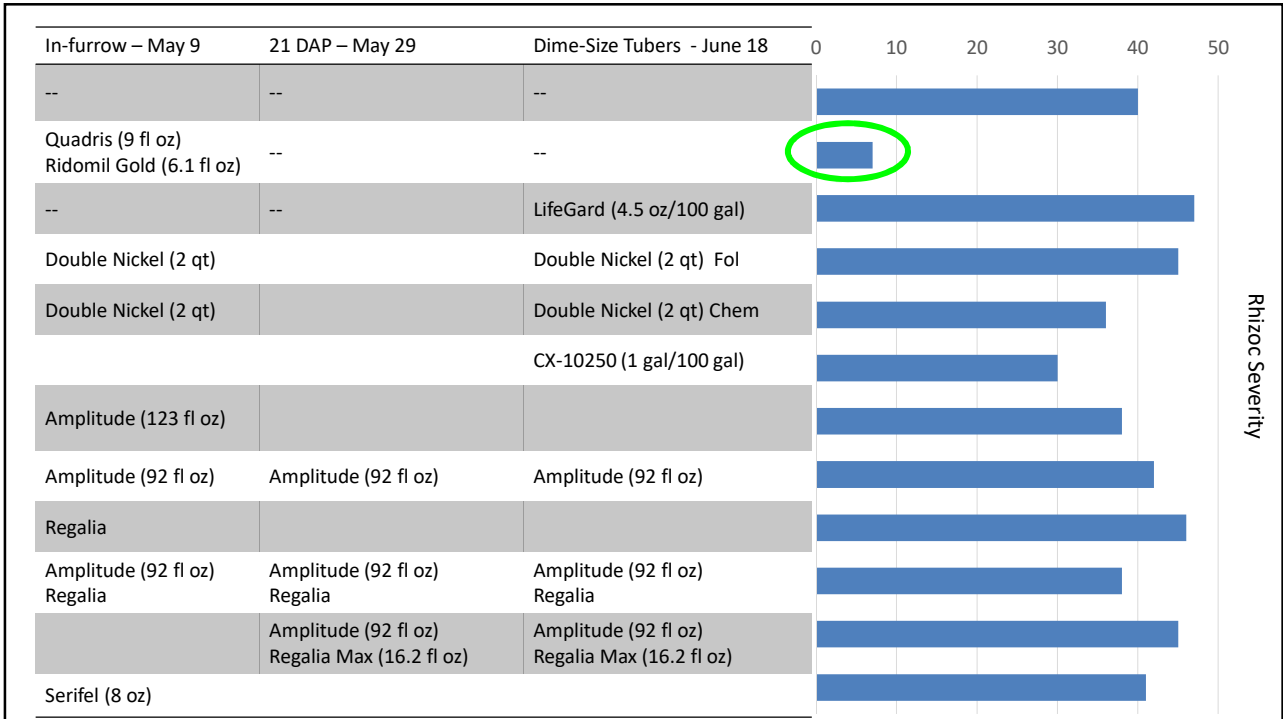 In-furrow – May 9 21 DAP – May 29 Dime-Size Tubers - June 18 0 10 20 30 40 50
-- -- --
Quadris (9 fl oz)
Ridomil Gold (6.1 fl oz) -- --
-- -- LifeGard (4.5 oz/100 gal)
Double Nickel (2 qt) Double Nickel (2 qt) Fol
Double Nickel (2 qt) Double Nickel (2 qt) Chem
CX-10250 (1 gal/100 gal)
Amplitude (123 fl oz)
Amplitude (92 fl oz) Amplitude (92 fl oz) Amplitude (92 fl oz)
Regalia
Amplitude (92 fl oz) Amplitude (92 fl oz) Amplitude (92 fl oz)
Regalia Regalia Regalia
Amplitude (92 fl oz) Amplitude (92 fl oz)
Regalia Max (16.2 fl oz) Regalia Max (16.2 fl oz)
Serifel (8 oz)
Rhizoc Severity